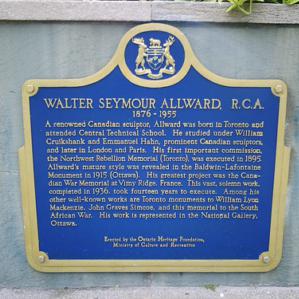 WALTER SEYMOUR ALLWARD, R.C.A.
1876-1955
A renowned Canadian sculptor, Allward was born in Toronto and
attended Central Technical School. He studied under William
Cruikshank and Emmanuel Hahn, prominent Canadian sculptors,
and later in London and Paris. His first important commission,
the Northwest Rebellion Memorial (Toronto), was executed in 1895.
Allward's mature style was revealed in the Baldwin-Lafontaine
Monument in 1915 (Ottawa). His greatest project was the Cana-
dian War Memorial at Vimy Ridge, France. This vast, solemn work,
completed in 1936, took fourteen years to execute. Among his
other well-known works are Toronto monuments to William Lyon
Mackenzie, John Graves Simcoe, and this memorial to the South
African War. His work is represented in the National Gallery,
Ottawa.
Erected by the Ontario Heritage Foundation,
Ministry of Culture and Recreation